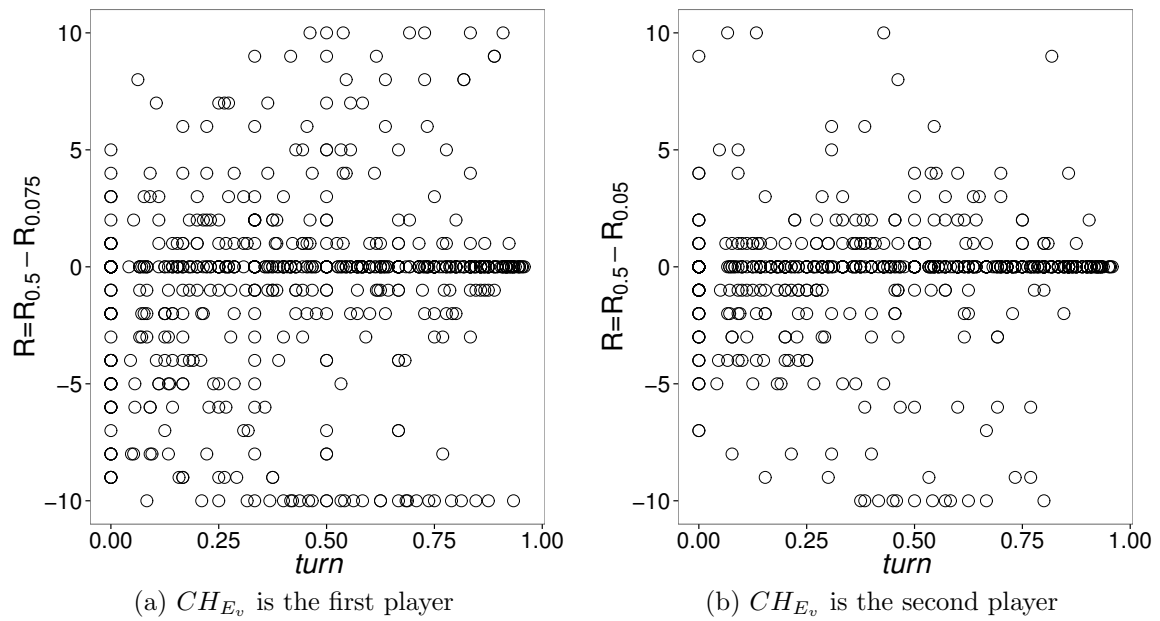 10
5
0
−5
−10
R=R0.5 − R0.075
0.00 0.25 0.50 0.75 1.00
turn
(a) CHEv is the first player
10
5
0
−5
−10
R=R0.5 − R0.05
0.00 0.25 0.50 0.75 1.00
turn
(b) CHEv is the second player